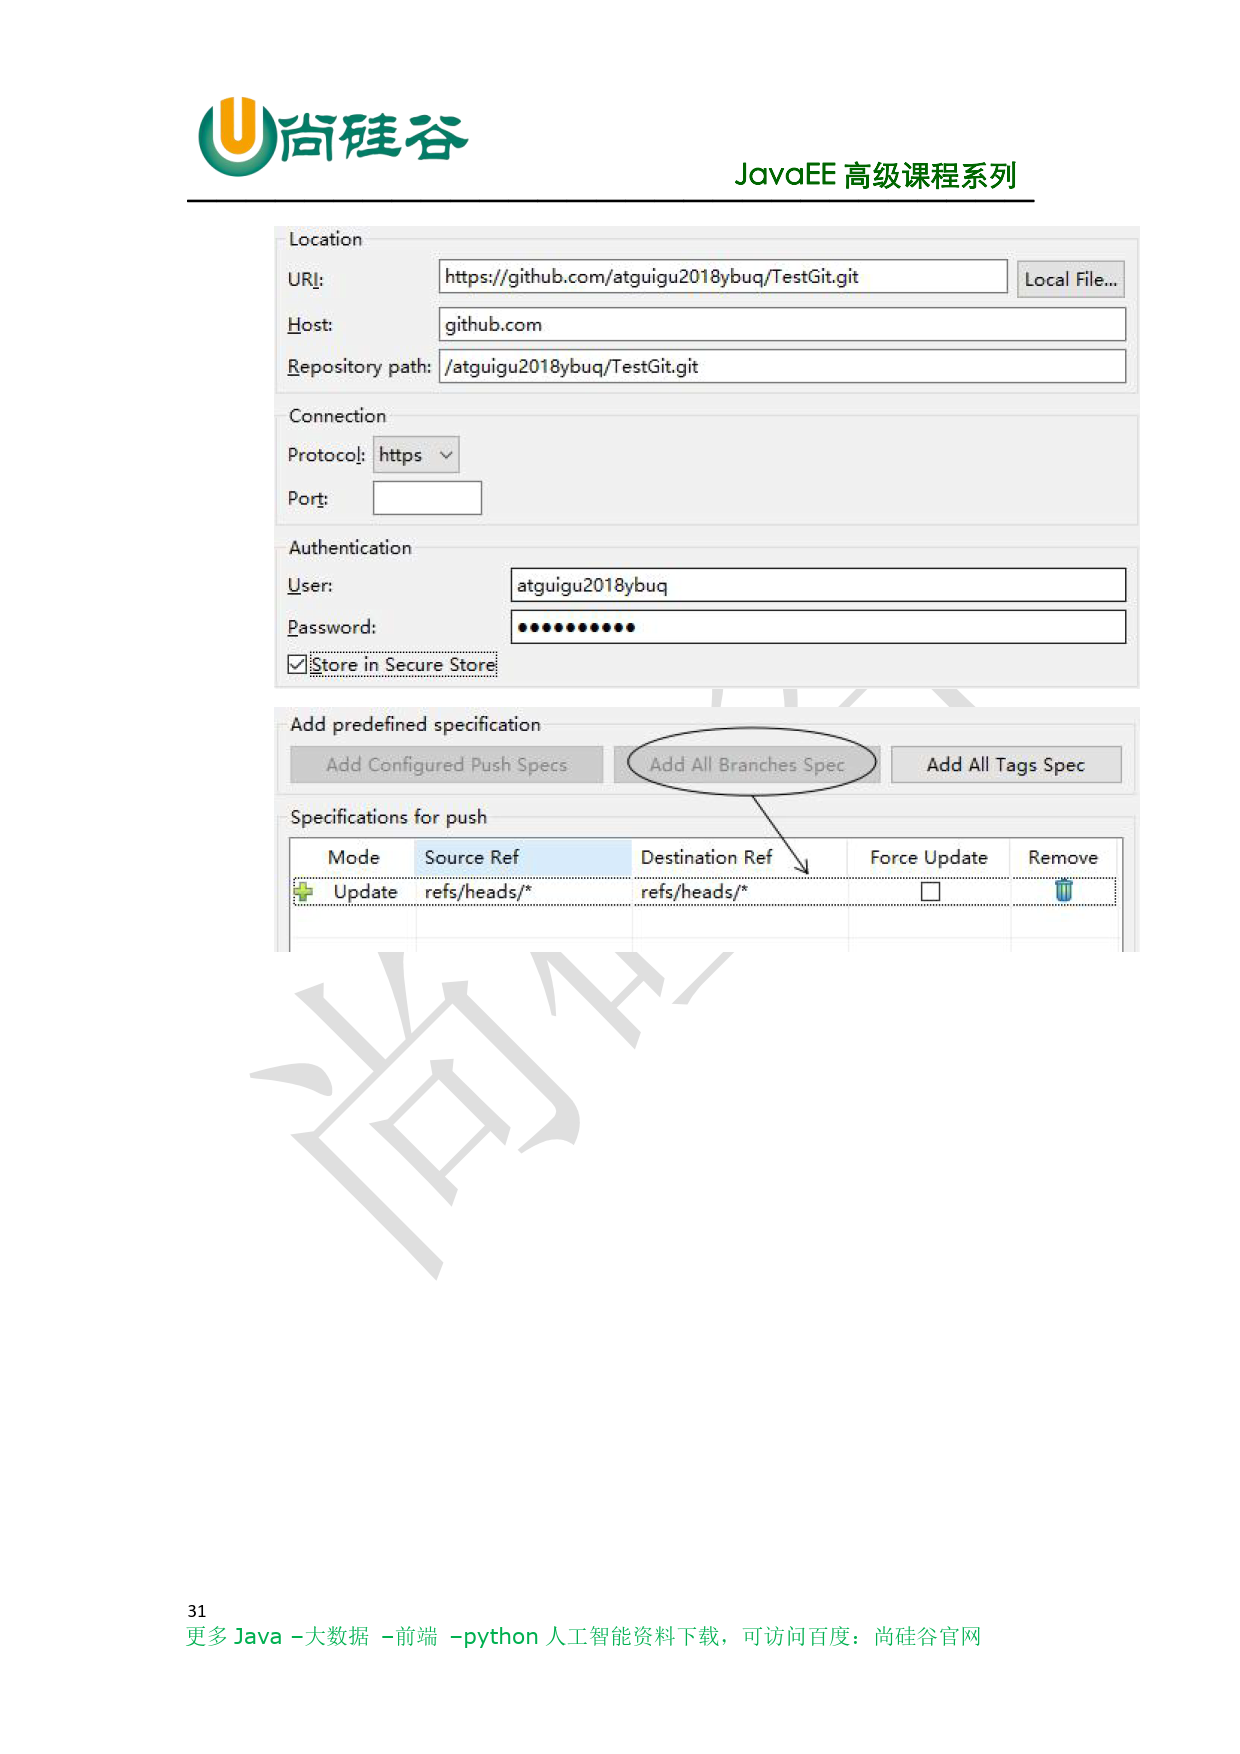 尚硅谷
JavaEE 高级课程系列
Location
URI: https://github.com/atguigu2018ybuq/TestGit.git Local File...
Host: github.com
Repository path: /atguigu2018ybuq/TestGit.git
Connection
Protocol: https
Port:
Authentication
User: atguigu2018ybuq
Password: ●●●●●●●●●●
Store in Secure Store
Add predefined specification
Add Configured Push Specs Add All Branches Spec Add All Tags Spec
Specifications for push
Mode Source Ref Destination Ref Force Update Remove
Update refs/heads/* refs/heads/*
尚硅
31
更多 Java –大数据 –前端 –python 人工智能资料下载，可访问百度：尚硅谷官网